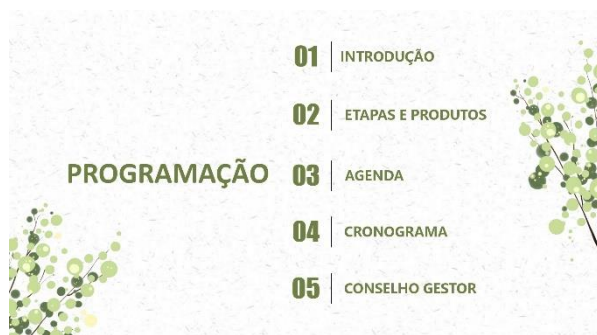 PROGRAMAÇÃO
01 INTRODUÇÃO
02 ETAPAS E PRODUTOS
03 AGENDA
04 CRONOGRAMA
05 CONSELHO GESTOR